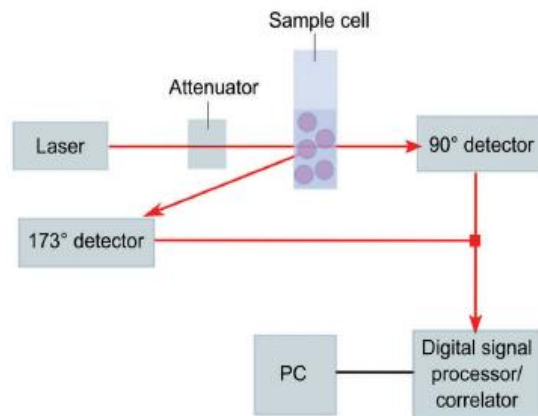 Sample cell
Attenuator
Laser
90° detector
173° detector
PC
Digital signal
processor/
correlator